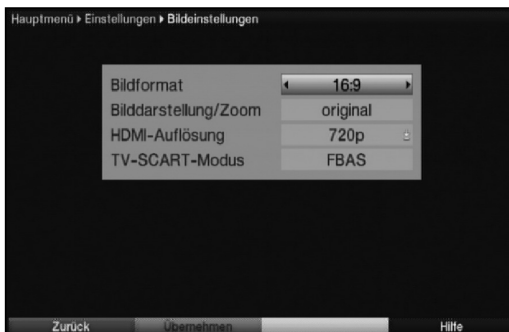 Hauptmenü ▸ Einstellungen ▸ Bildeinstellungen
Bildformat 16:9
Bilddarstellung/Zoom original
HDMI-Auflösung 720p
TV-SCART-Modus FBAS
Zurück Übernehmen Hilfe